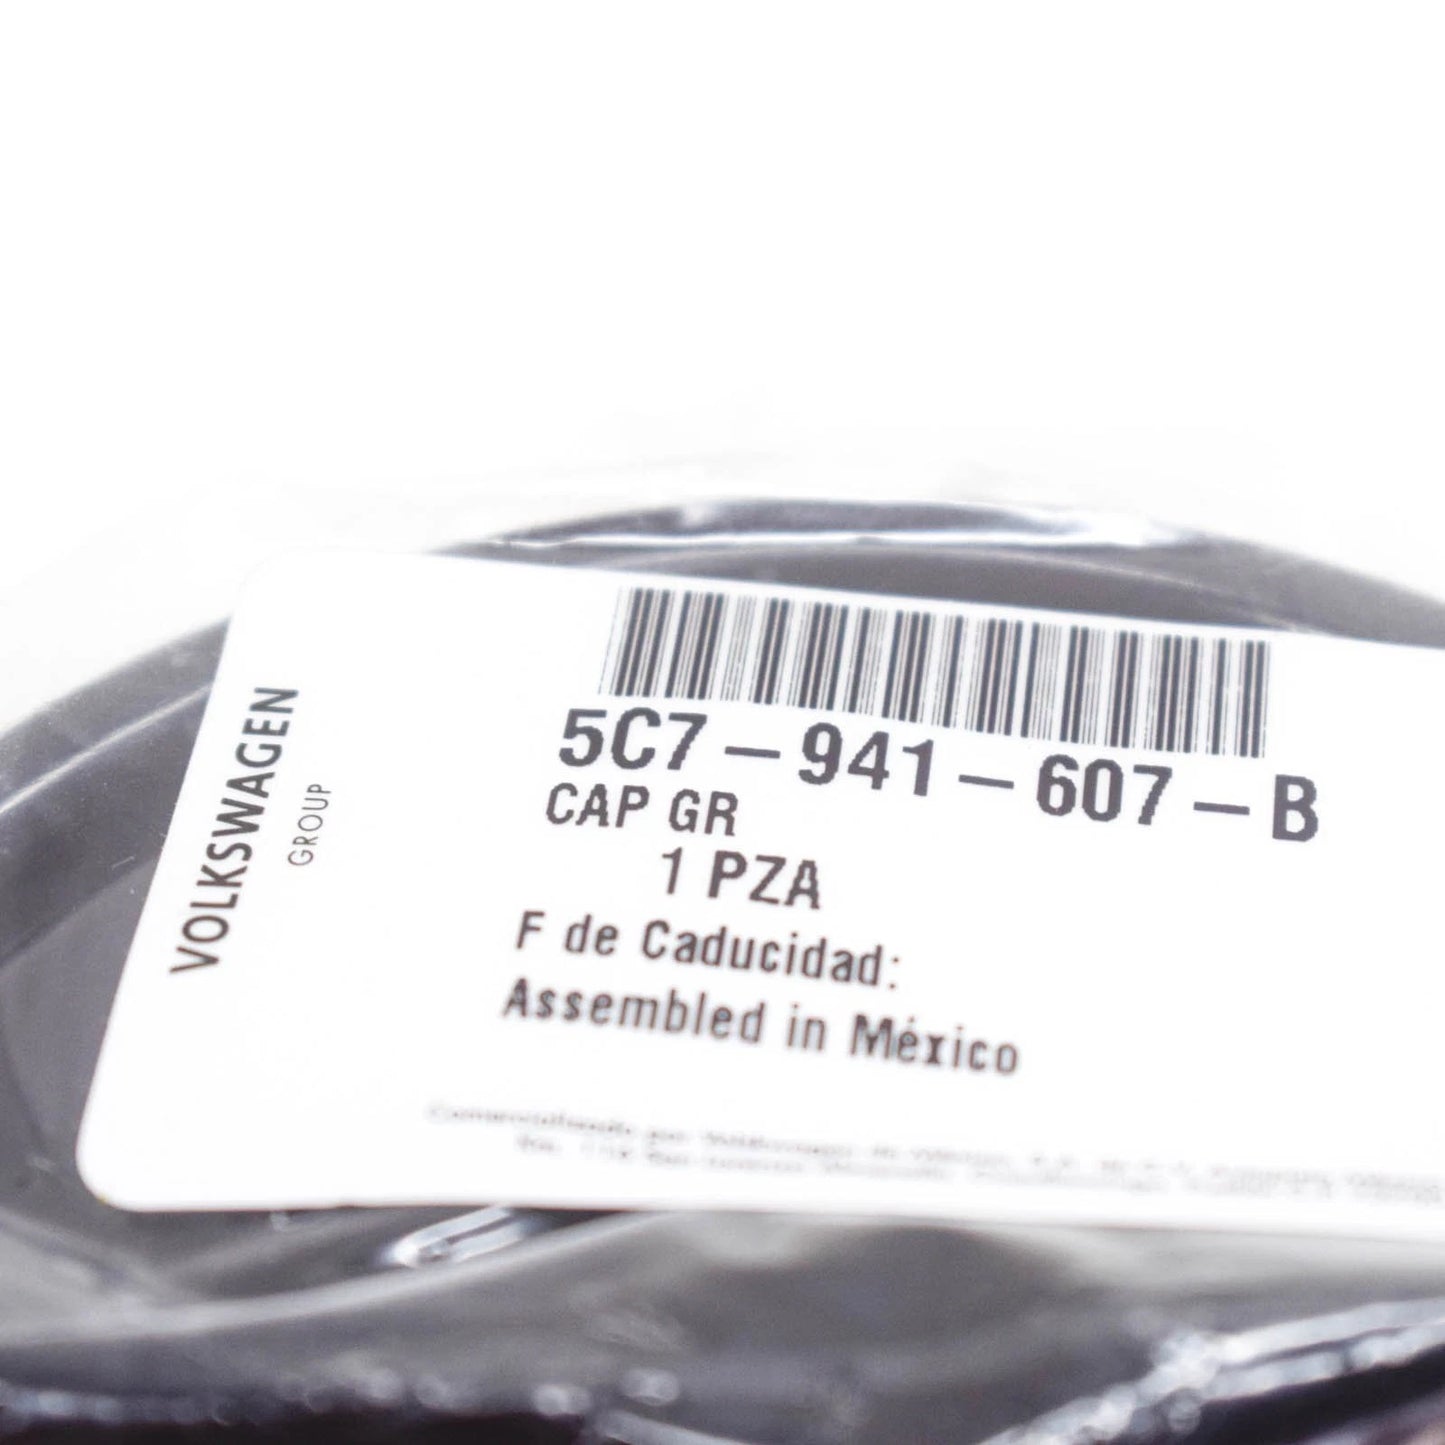 VOLKSWAGEN
GROUP
5C7-941-607-B
CAP GR
1 PZA
F de Caducidad:
Assembled in México